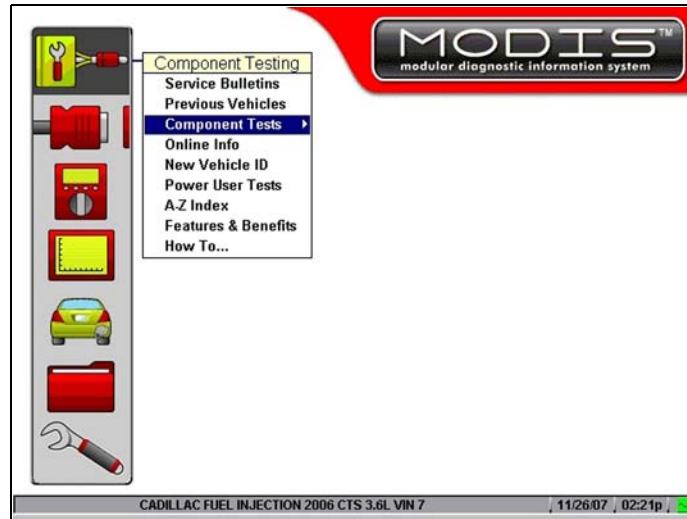 MODIS™
modular diagnostic information system
Component Testing
Service Bulletins
Previous Vehicles
Component Tests
Online Info
New Vehicle ID
Power User Tests
A-Z Index
Features & Benefits
How To...
CADILLAC FUEL INJECTION 2006 CTS 3.6L VIN 7 11/26/07 02:21p